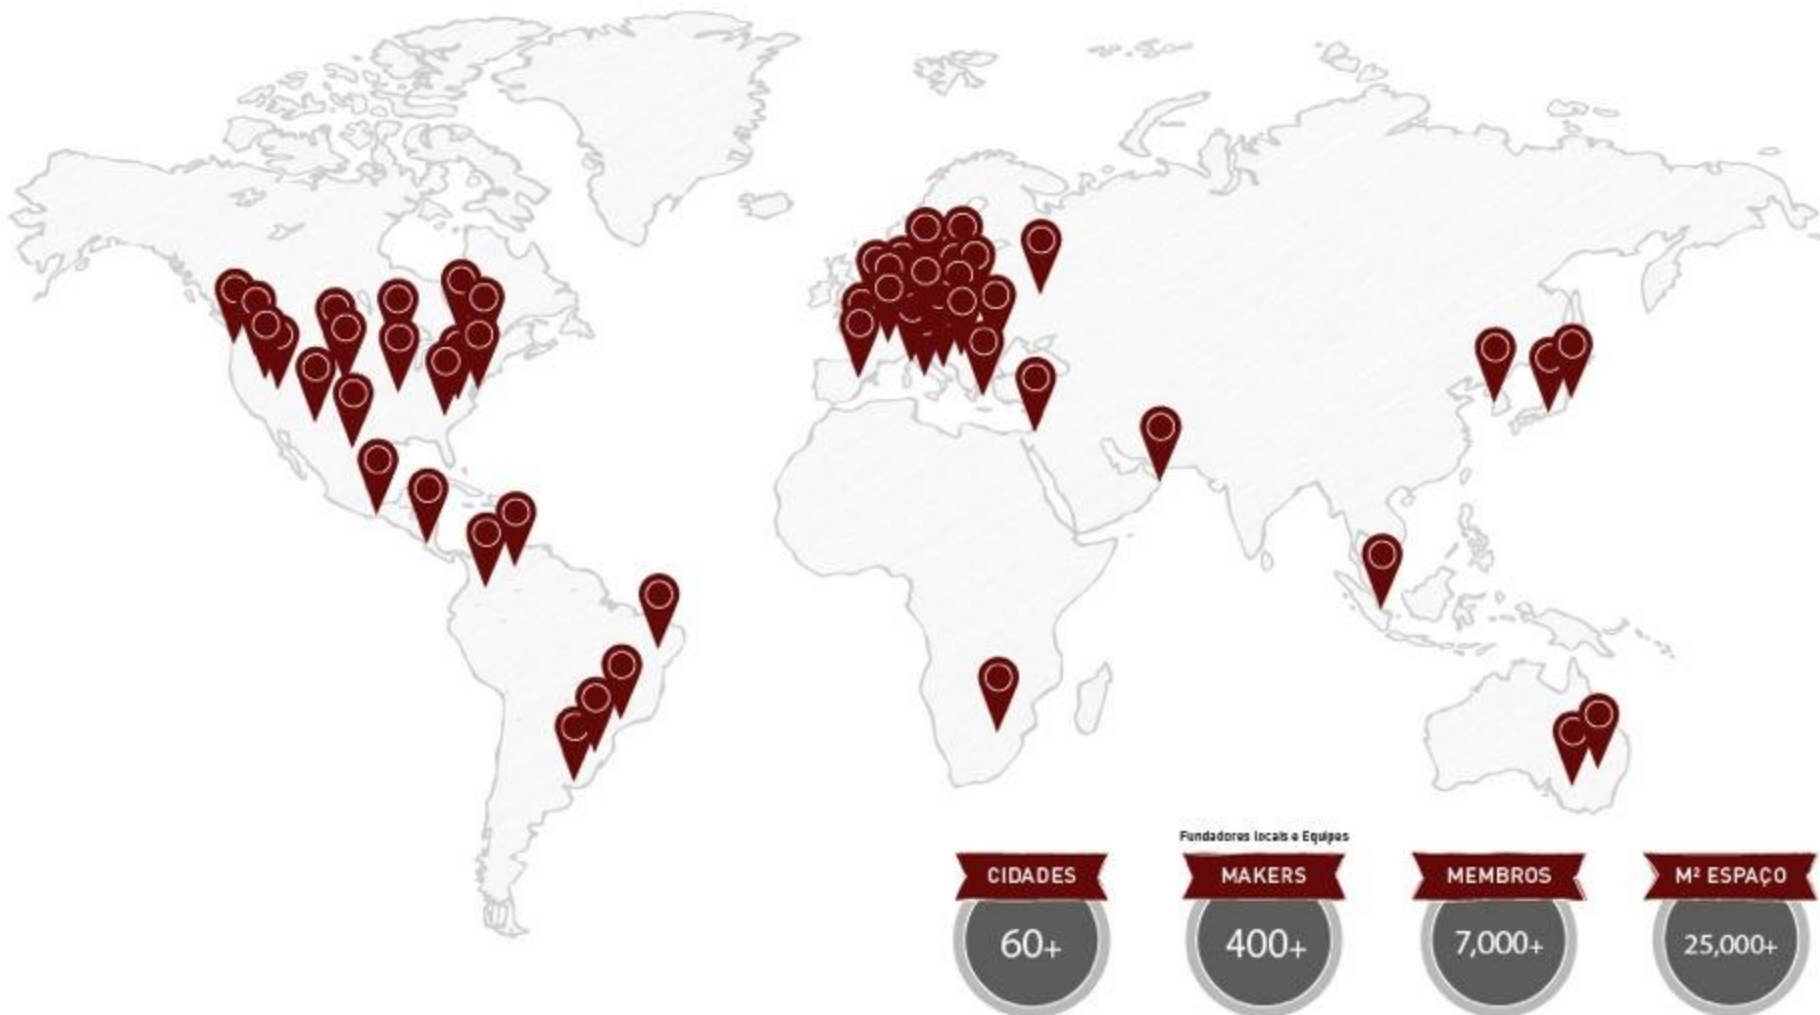 Fundadores locais e Equipes
CIDADES
MAKERS
MEMBROS
M² ESPAÇO
60+
400+
7,000+
25,000+